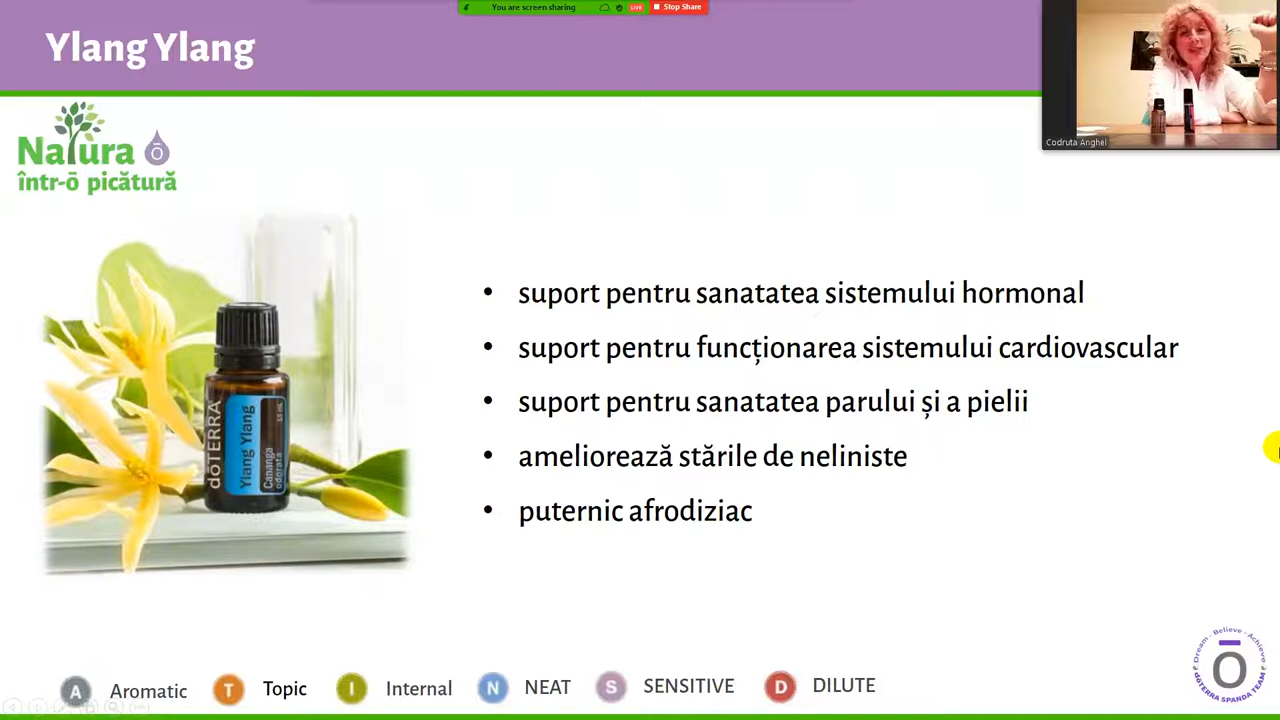 You are screen sharing
LIVE
Stop Share
Ylang Ylang
Codruta Anghel
Natura ō
într-ō picătură
suport pentru sanatatea sistemului hormonal
suport pentru funcționarea sistemului cardiovascular
suport pentru sanatatea parului și a pielii
ameliorează stările de neliniste
puternic afrodiziac
dōTERRA
Ylang Ylang
Cananga
odorata
15 mL
A Aromatic
T Topic
I Internal
N NEAT
S SENSITIVE
D DILUTE
Dream - Believe - Achieve
Ō
dōTERRA SPANDA TEAM